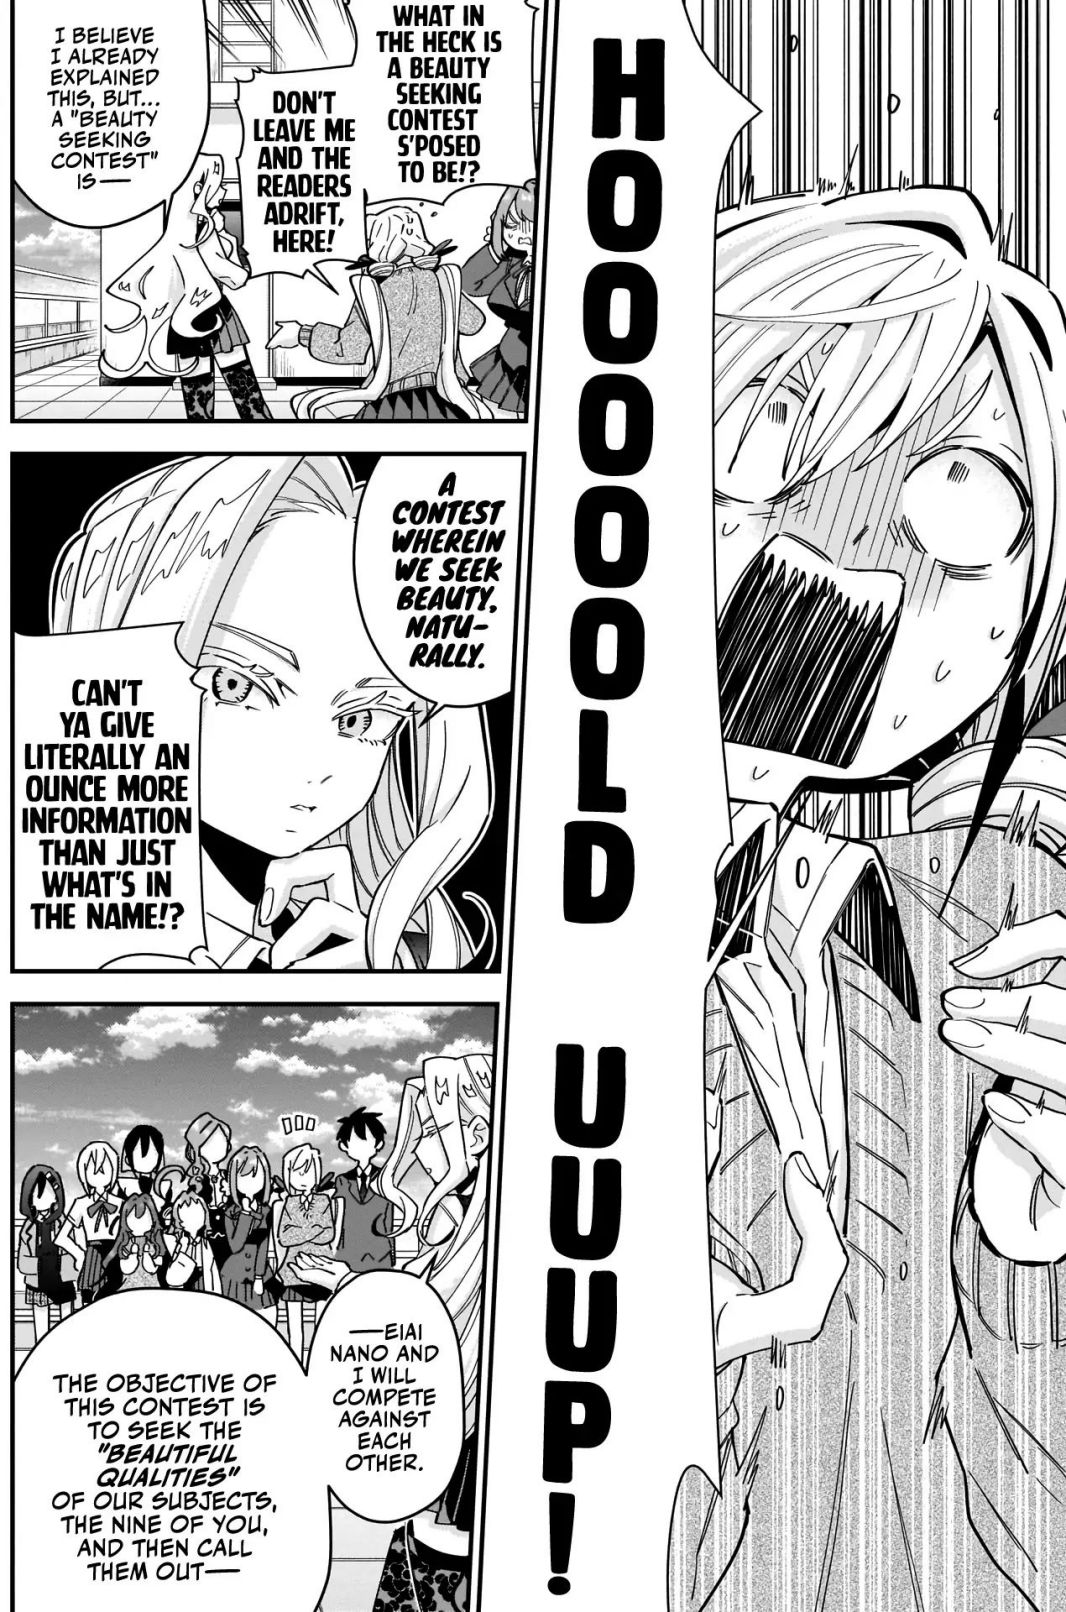 HOOOOOLD
UUUP!
WHAT IN
THE HECK IS
A BEAUTY
SEEKING
CONTEST
S'POSED
TO BE!?
DON'T
LEAVE ME
AND THE
READERS
ADRIFT,
HERE!
I BELIEVE
I ALREADY
EXPLAINED
THIS, BUT...
A "BEAUTY
SEEKING
CONTEST"
IS—
A
CONTEST
WHEREIN
WE SEEK
BEAUTY,
NATU-
RALLY.
CAN'T
YA GIVE
LITERALLY AN
OUNCE MORE
INFORMATION
THAN JUST
WHAT'S IN
THE NAME!?
—EIAI
NANO AND
I WILL
COMPETE
AGAINST
EACH
OTHER.
THE OBJECTIVE OF
THIS CONTEST IS
TO SEEK THE
"BEAUTIFUL
QUALITIES"
OF OUR SUBJECTS,
THE NINE OF YOU,
AND THEN CALL
THEM OUT—